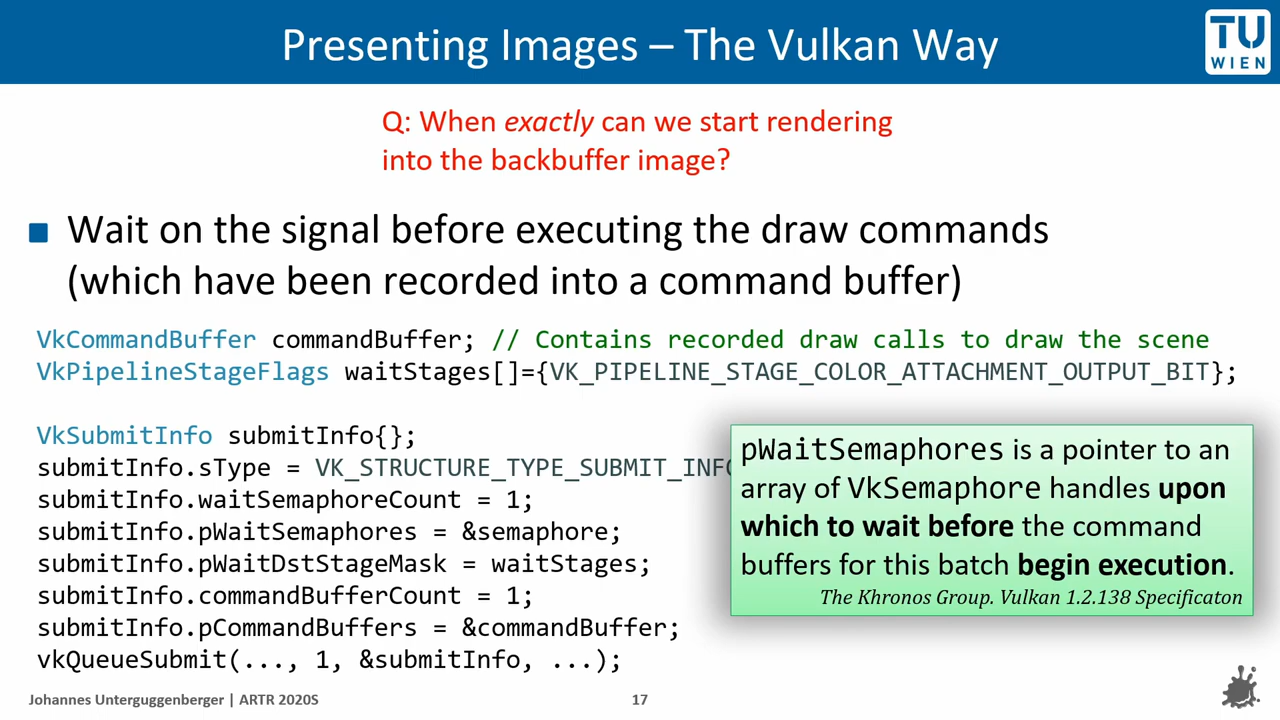 Presenting Images – The Vulkan Way
TU
WIEN
Q: When exactly can we start rendering
into the backbuffer image?
Wait on the signal before executing the draw commands
(which have been recorded into a command buffer)
VkCommandBuffer commandBuffer; // Contains recorded draw calls to draw the scene
VkPipelineStageFlags waitStages[]={VK_PIPELINE_STAGE_COLOR_ATTACHMENT_OUTPUT_BIT};
VkSubmitInfo submitInfo{};
submitInfo.sType = VK_STRUCTURE_TYPE_SUBMIT_INFO
submitInfo.waitSemaphoreCount = 1;
submitInfo.pWaitSemaphores = &semaphore;
submitInfo.pWaitDstStageMask = waitStages;
submitInfo.commandBufferCount = 1;
submitInfo.pCommandBuffers = &commandBuffer;
vkQueueSubmit(..., 1, &submitInfo, ...);
pWaitSemaphores is a pointer to an
array of VkSemaphore handles upon
which to wait before the command
buffers for this batch begin execution.
The Khronos Group. Vulkan 1.2.138 Specificaton
Johannes Unterguggenberger | ARTR 2020S
17